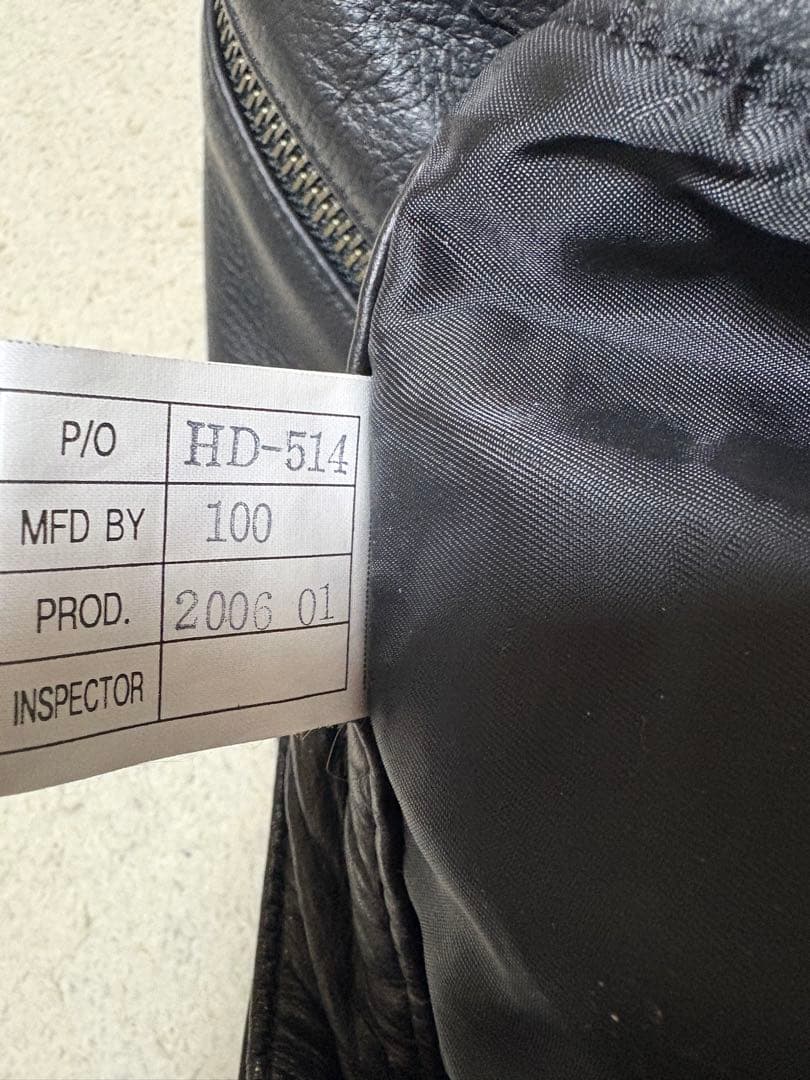 P/O HD-514
MFD BY 100
PROD. 2006 01
INSPECTOR